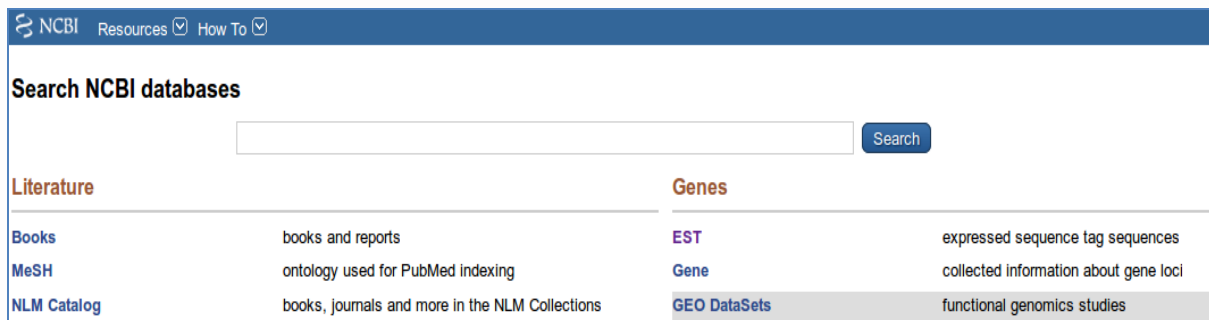 NCBI Resources How To
Search NCBI databases
Search
Literature Genes
Books books and reports EST expressed sequence tag sequences
MeSH ontology used for PubMed indexing Gene collected information about gene loci
NLM Catalog books, journals and more in the NLM Collections GEO DataSets functional genomics studies